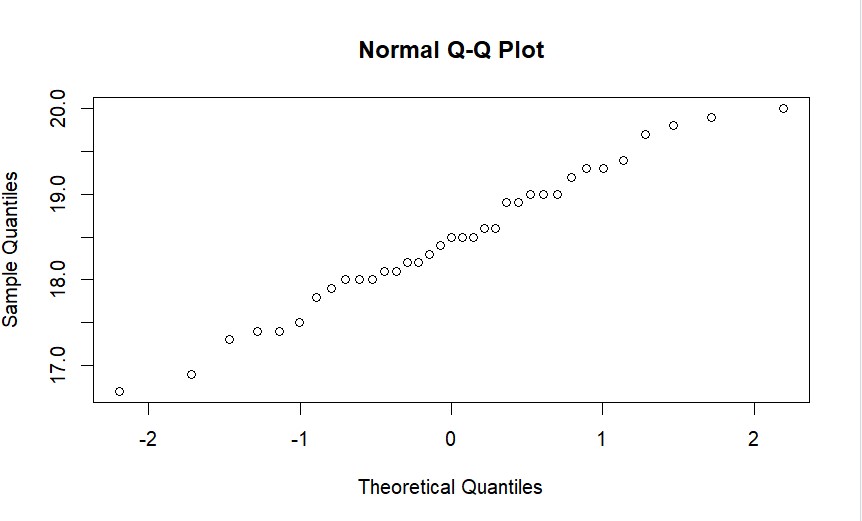 Normal Q-Q Plot
Sample Quantiles
20.0
19.0
18.0
17.0
-2 -1 0 1 2
Theoretical Quantiles